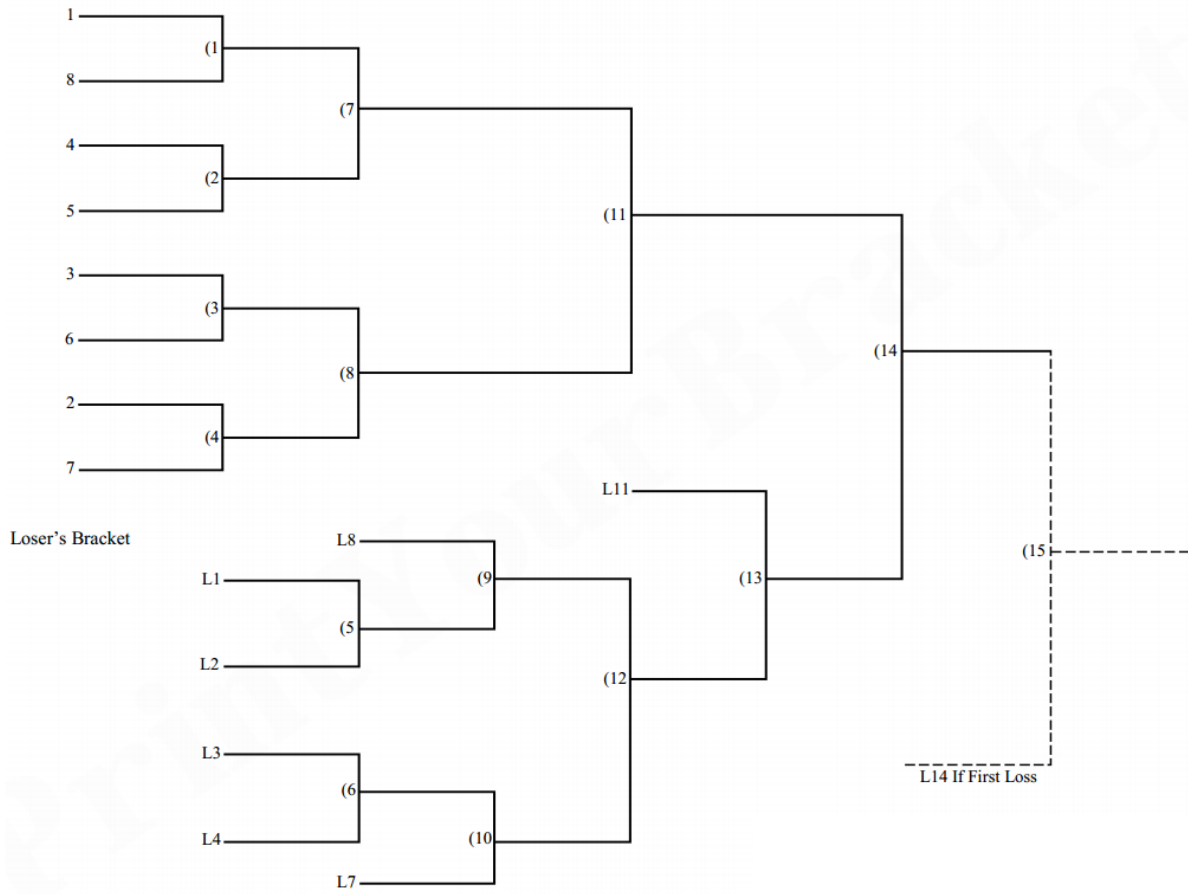 1
(1
8
(7
4
(2
5
(11
3
(3
6
(8
(14
2
(4
7
L11
Loser's Bracket
L8
L1
(9
(13
(15
(5
L2
(12
L3
(6
L14 If First Loss
L4
(10
L7
PrintYourBracket